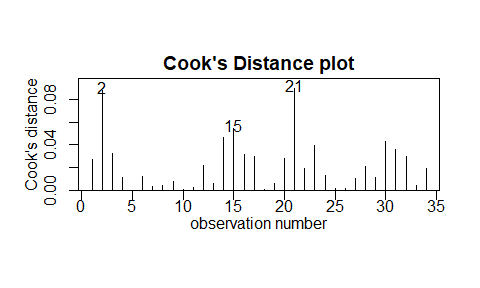 Cook's Distance plot
Cook's distance
0.00 0.04 0.08
2
15
21
0 5 10 15 20 25 30 35
observation number